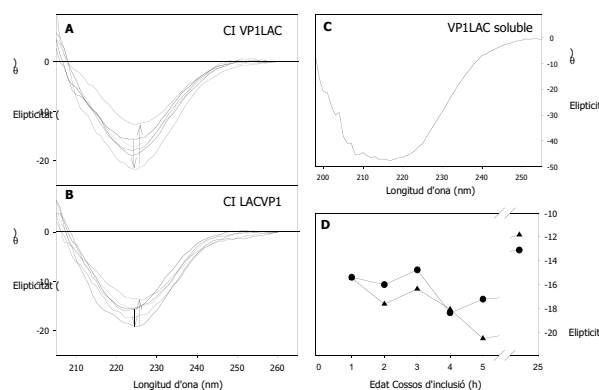 A
CI VP1LAC
0
-10
-20
)
θ
Elipticitat (
B
CI LACVP1
0
-10
-20
)
θ
Elipticitat (
210 220 230 240 250 260
Longitud d'ona (nm)
C
VP1LAC soluble
0
-10
-20
-30
-40
-50
)
θ
Elipticit
200 210 220 230 240 250
Longitud d'ona (nm)
D
-10
-12
-14
-16
-18
-20
Elipticit
0 1 2 3 4 5 25
Edat Cossos d'inclusió (h)